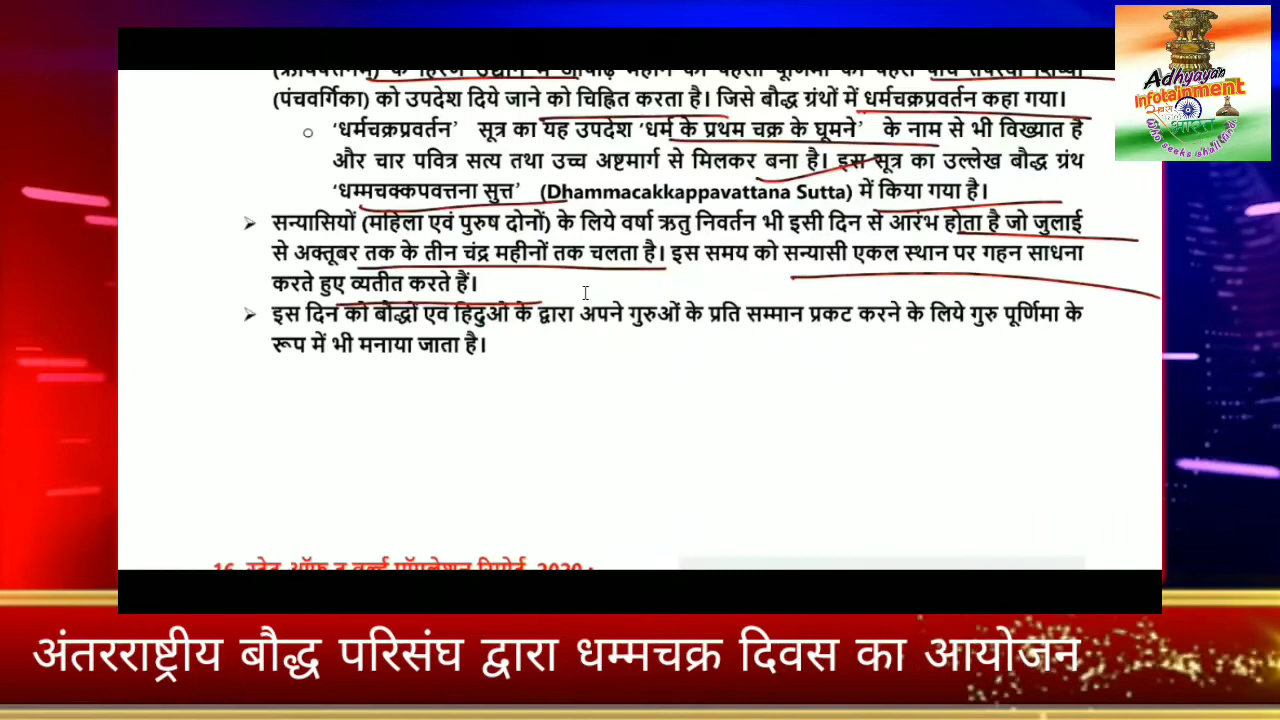 Adhyayan
Infotainment
Who seeks shall find
(पंचवर्गिका) को उपदेश दिये जाने को चिह्नित करता है। जिसे बौद्ध ग्रंथों में धर्मचक्रप्रवर्तन कहा गया।
o 'धर्मचक्रप्रवर्तन' सूत्र का यह उपदेश 'धर्म के प्रथम चक्र के घूमने' के नाम से भी विख्यात है
और चार पवित्र सत्य तथा उच्च अष्टमार्ग से मिलकर बना है। इस सूत्र का उल्लेख बौद्ध ग्रंथ
'धम्मचक्कपवत्तना सुत्त' (Dhammacakkappavattana Sutta) में किया गया है।
➢ सन्यासियों (महिला एवं पुरुष दोनों) के लिये वर्षा ऋतु निवर्तन भी इसी दिन से आरंभ होता है जो जुलाई
से अक्तूबर तक के तीन चंद्र महीनों तक चलता है। इस समय को सन्यासी एकल स्थान पर गहन साधना
करते हुए व्यतीत करते हैं।
➢ इस दिन को बौद्धों एवं हिंदुओं के द्वारा अपने गुरुओं के प्रति सम्मान प्रकट करने के लिये गुरु पूर्णिमा के
रूप में भी मनाया जाता है।
अंतरराष्ट्रीय बौद्ध परिसंघ द्वारा धम्मचक्र दिवस का आयोजन